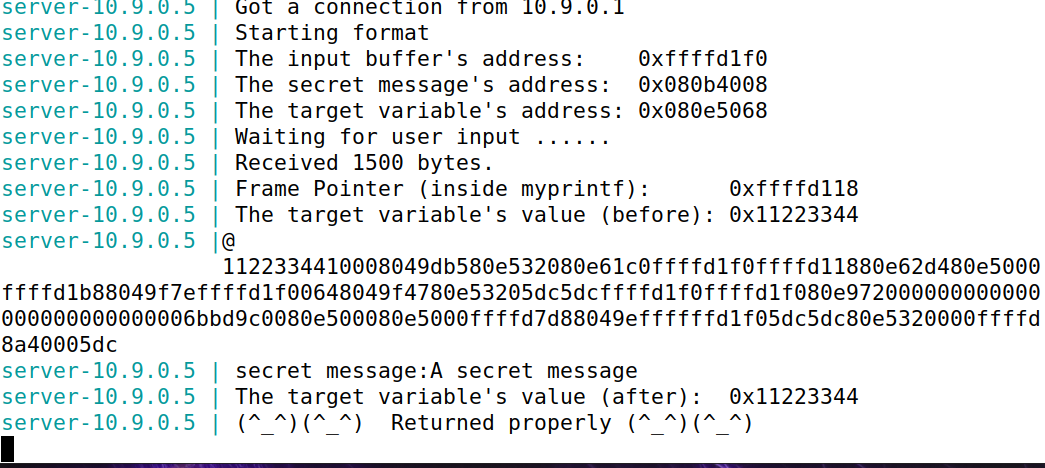 server-10.9.0.5 | Got a connection from 10.9.0.1
server-10.9.0.5 | Starting format
server-10.9.0.5 | The input buffer's address:    0xffffd1f0
server-10.9.0.5 | The secret message's address:  0x080b4008
server-10.9.0.5 | The target variable's address: 0x080e5068
server-10.9.0.5 | Waiting for user input ......
server-10.9.0.5 | Received 1500 bytes.
server-10.9.0.5 | Frame Pointer (inside myprintf):      0xffffd118
server-10.9.0.5 | The target variable's value (before): 0x11223344
server-10.9.0.5 |@
1122334410008049db580e532080e61c0ffffd1f0ffffd11880e62d480e5000
ffffd1b88049f7effffd1f00648049f4780e53205dc5dcffffd1f0ffffd1f080e972000000000000
000000000000006bbd9c0080e500080e5000ffffd7d88049effffffd1f05dc5dc80e5320000ffffd
8a40005dc
server-10.9.0.5 | secret message:A secret message
server-10.9.0.5 | The target variable's value (after):  0x11223344
server-10.9.0.5 | (^_^)(^_^)  Returned properly (^_^)(^_^)